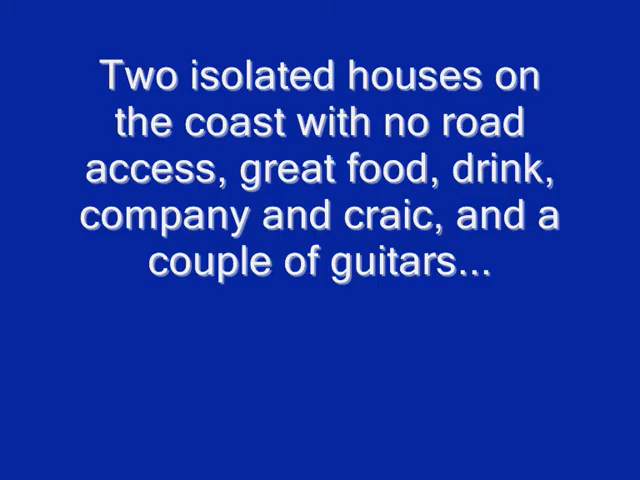 Two isolated houses on
the coast with no road
access, great food, drink,
company and craic, and a
couple of guitars...